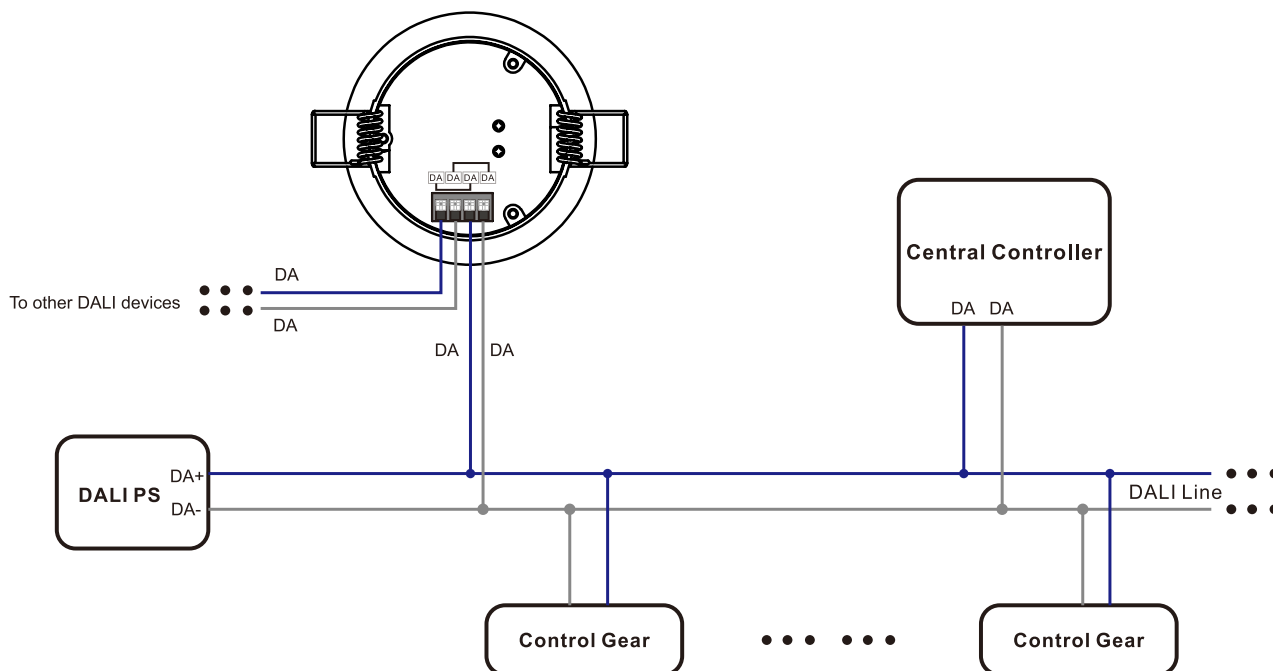 DA DA DA DA
DA
To other DALI devices
DA
DA DA
Central Controller
DA DA
DALI PS
DA+
DA-
DALI Line
Control Gear
Control Gear